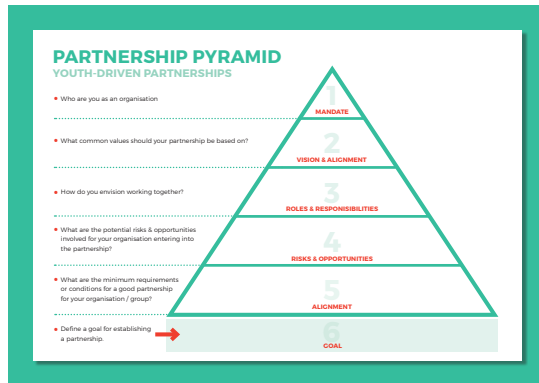 PARTNERSHIP PYRAMID
YOUTH-DRIVEN PARTNERSHIPS
Who are you as an organisation
1
MANDATE
What common values should your partnership be based on?
2
VISION & ALIGNMENT
How do you envision working together?
3
ROLES & RESPONISIBILITIES
What are the potential risks & opportunities
involved for your organisation entering into
the partnership?
4
RISKS & OPPORTUNITIES
What are the minimum requirements
or conditions for a good partnership
for your organisation / group?
5
ALIGNMENT
Define a goal for establishing
a partnership.
6
GOAL